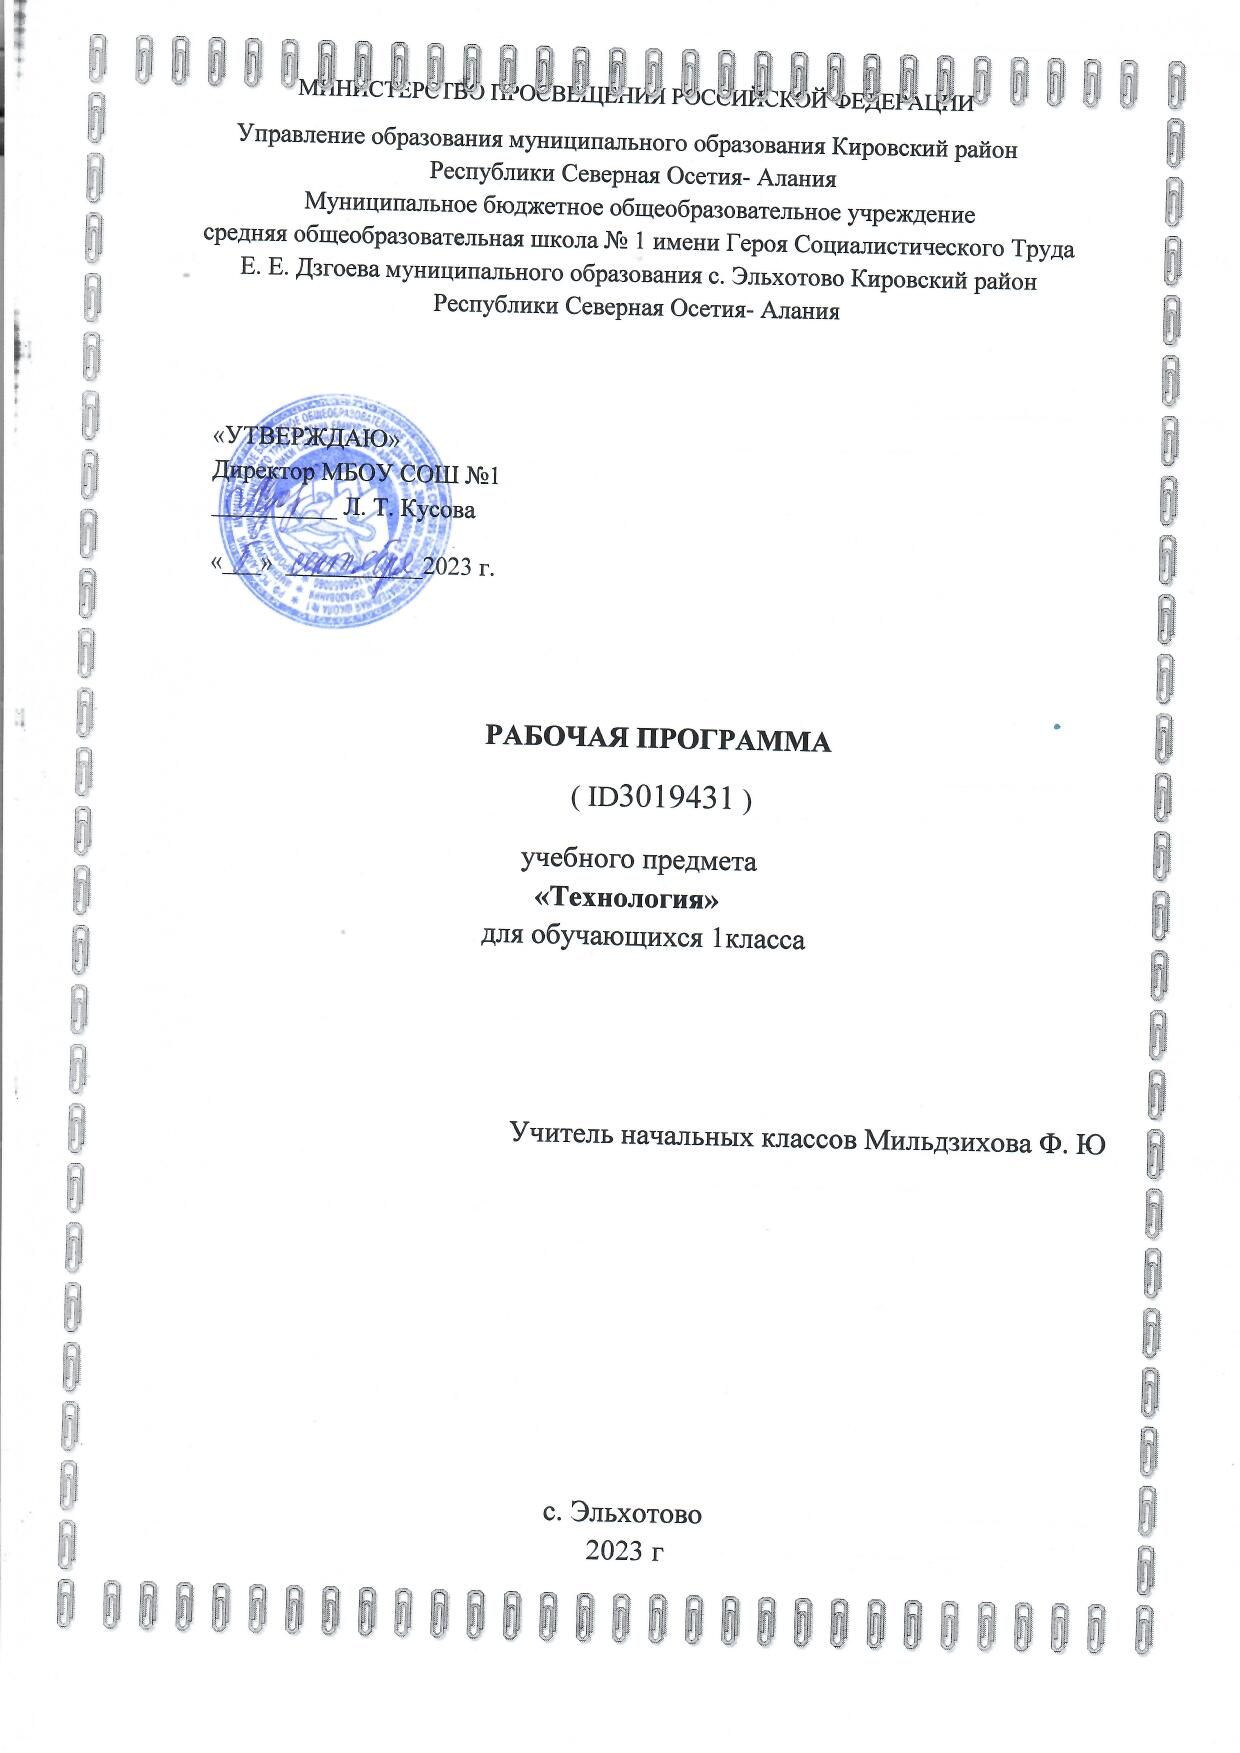 МИНИСТЕРСТВО ПРОСВЕЩЕНИЯ РОССИЙСКОЙ ФЕДЕРАЦИИ
Управление образования муниципального образования Кировский район
Республики Северная Осетия- Алания
Муниципальное бюджетное общеобразовательное учреждение
средняя общеобразовательная школа № 1 имени Героя Социалистического Труда
Е. Е. Дзгоева муниципального образования с. Эльхотово Кировский район
Республики Северная Осетия- Алания
«УТВЕРЖДАЮ»
Директор МБОУ СОШ №1
__________ Л. Т. Кусова
«___» сентября 2023 г.
РАБОЧАЯ ПРОГРАММА
( ID3019431 )
учебного предмета
«Технология»
для обучающихся 1класса
Учитель начальных классов Мильдзихова Ф. Ю
с. Эльхотово
2023 г